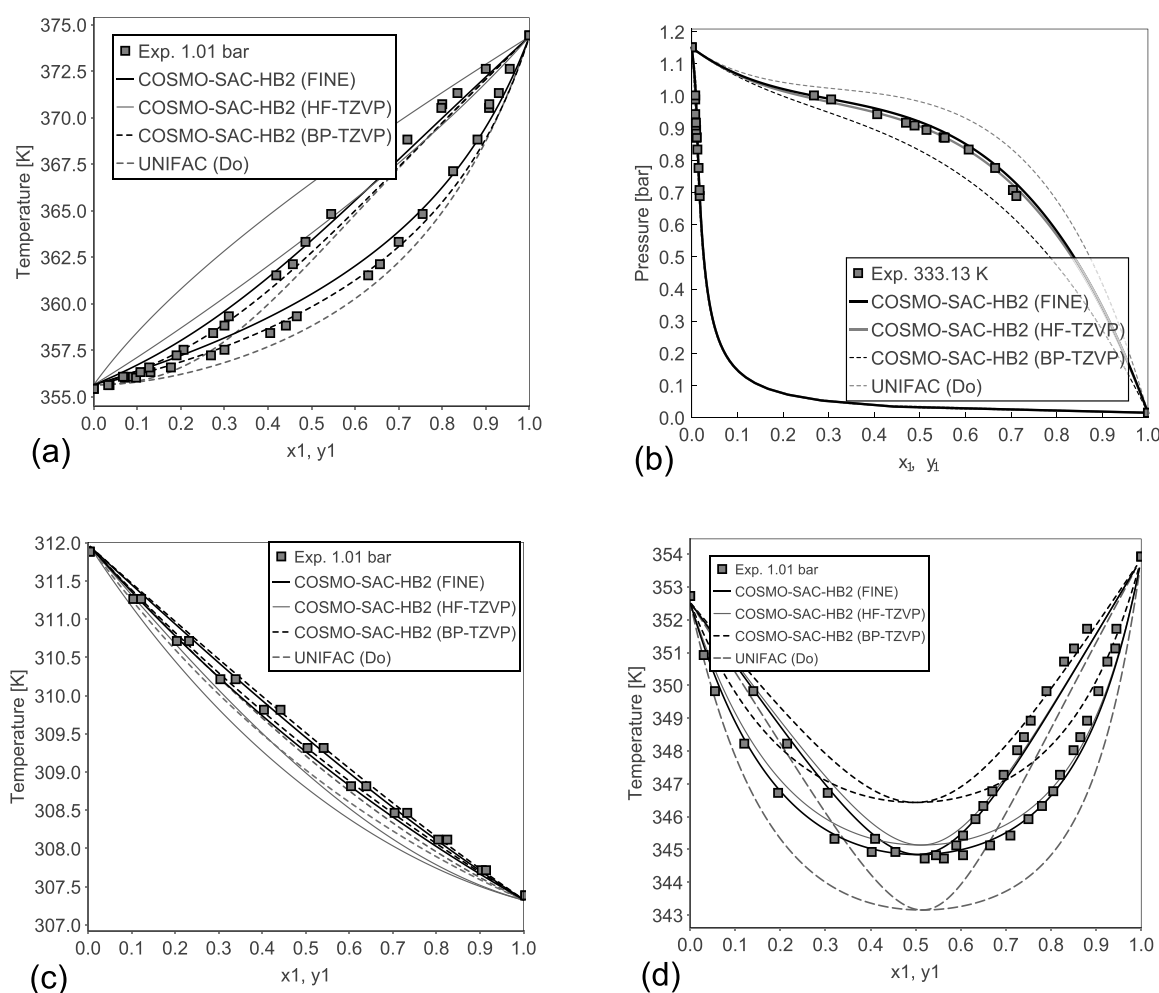 375.0
372.5
370.0
367.5
365.0
362.5
360.0
357.5
355.0
Temperature [K]
Exp. 1.01 bar
COSMO-SAC-HB2 (FINE)
COSMO-SAC-HB2 (HF-TZVP)
COSMO-SAC-HB2 (BP-TZVP)
UNIFAC (Do)
0.0 0.1 0.2 0.3 0.4 0.5 0.6 0.7 0.8 0.9 1.0
x1, y1
(a)
1.2
1.1
1.0
0.9
0.8
0.7
0.6
0.5
0.4
0.3
0.2
0.1
0.0
Pressure [bar]
Exp. 333.13 K
COSMO-SAC-HB2 (FINE)
COSMO-SAC-HB2 (HF-TZVP)
COSMO-SAC-HB2 (BP-TZVP)
UNIFAC (Do)
0.0 0.1 0.2 0.3 0.4 0.5 0.6 0.7 0.8 0.9 1.0
x1, y1
(b)
312.0
311.5
311.0
310.5
310.0
309.5
309.0
308.5
308.0
307.5
307.0
Temperature [K]
Exp. 1.01 bar
COSMO-SAC-HB2 (FINE)
COSMO-SAC-HB2 (HF-TZVP)
COSMO-SAC-HB2 (BP-TZVP)
UNIFAC (Do)
0.0 0.1 0.2 0.3 0.4 0.5 0.6 0.7 0.8 0.9 1.0
x1, y1
(c)
354
353
352
351
350
349
348
347
346
345
344
343
Temperature [K]
Exp. 1.01 bar
COSMO-SAC-HB2 (FINE)
COSMO-SAC-HB2 (HF-TZVP)
COSMO-SAC-HB2 (BP-TZVP)
UNIFAC (Do)
0.0 0.1 0.2 0.3 0.4 0.5 0.6 0.7 0.8 0.9 1.0
x1, y1
(d)